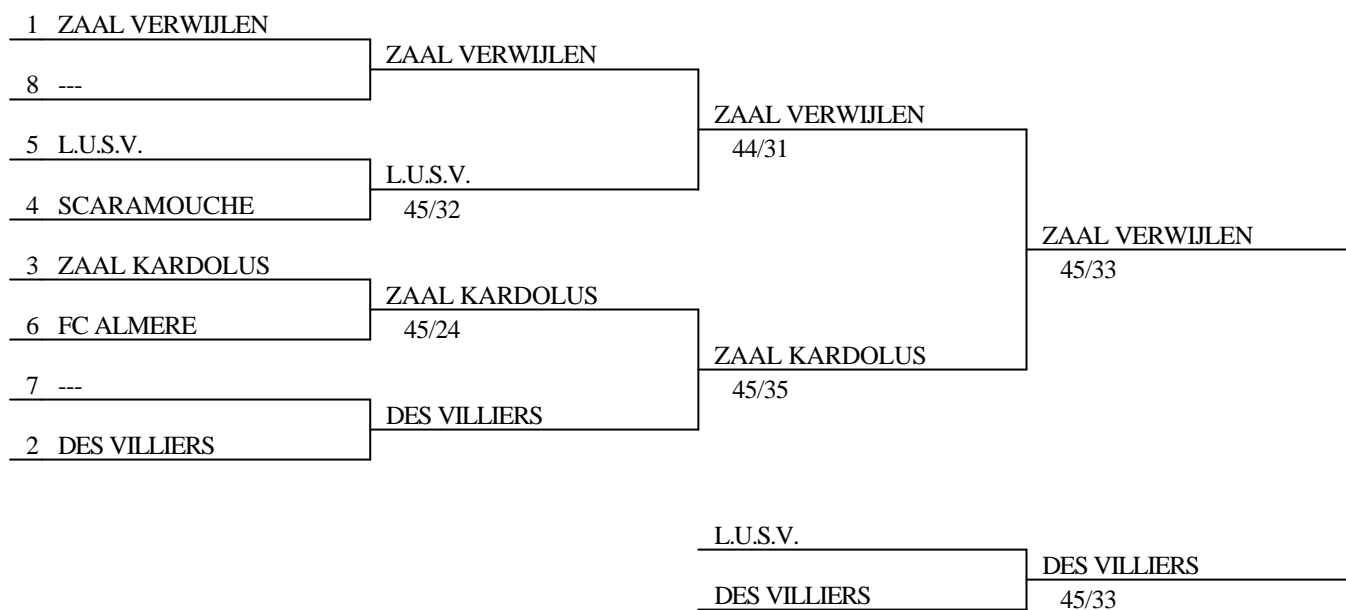 1 ZAAL VERWIJLEN
8 ---
5 L.U.S.V.
4 SCARAMOUCHE
3 ZAAL KARDOLUS
6 FC ALMERE
7 ---
2 DES VILLIERS
ZAAL VERWIJLEN
L.U.S.V.
45/32
ZAAL KARDOLUS
45/24
DES VILLIERS
ZAAL VERWIJLEN
44/31
ZAAL KARDOLUS
45/35
ZAAL VERWIJLEN
45/33
L.U.S.V.
DES VILLIERS
DES VILLIERS
45/33